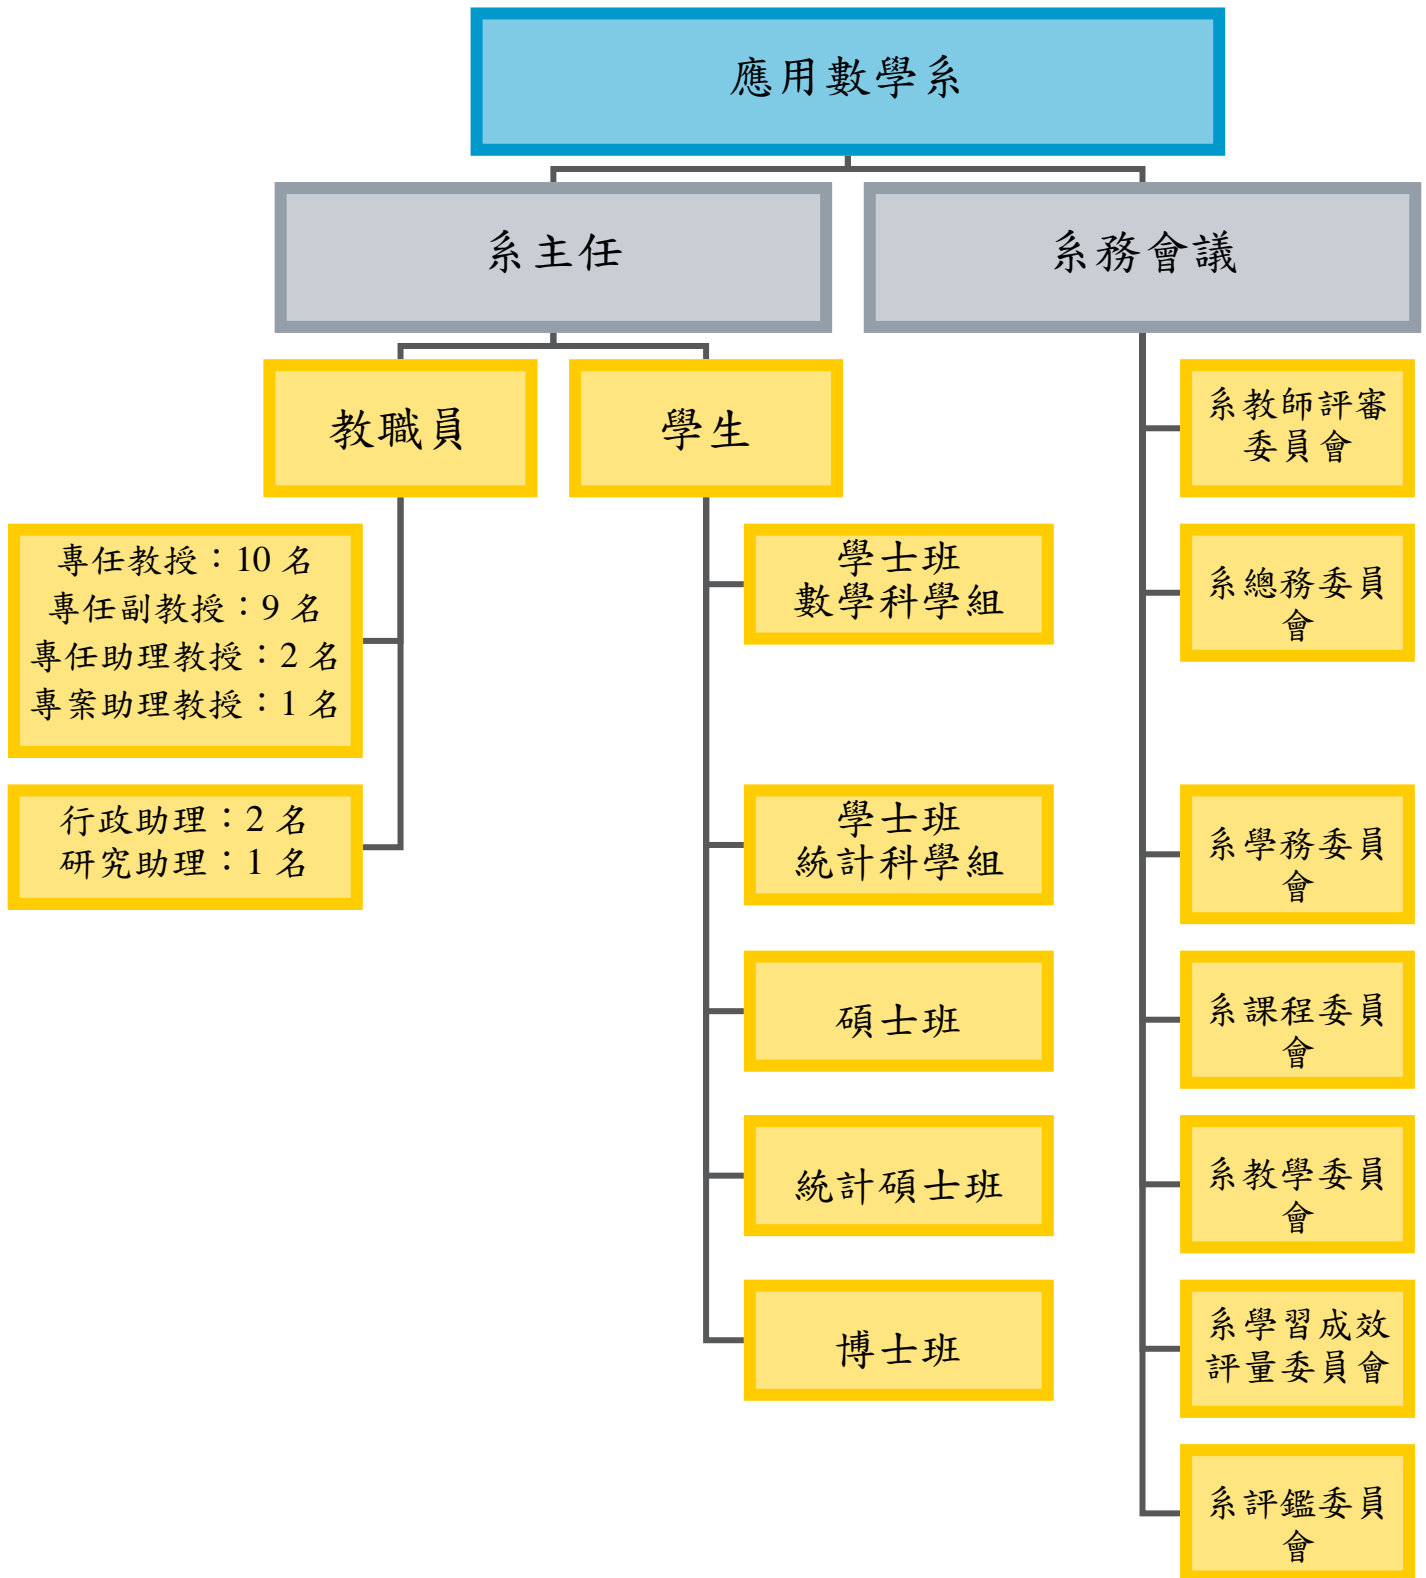 應用數學系
系主任
系務會議
教職員
學生
專任教授：10 名
專任副教授：9 名
專任助理教授：2 名
專案助理教授：1 名
行政助理：2 名
研究助理：1 名
學士班
數學科學組
學士班
統計科學組
碩士班
統計碩士班
博士班
系教師評審
委員會
系總務委員
會
系學務委員
會
系課程委員
會
系教學委員
會
系學習成效
評量委員會
系評鑑委員
會